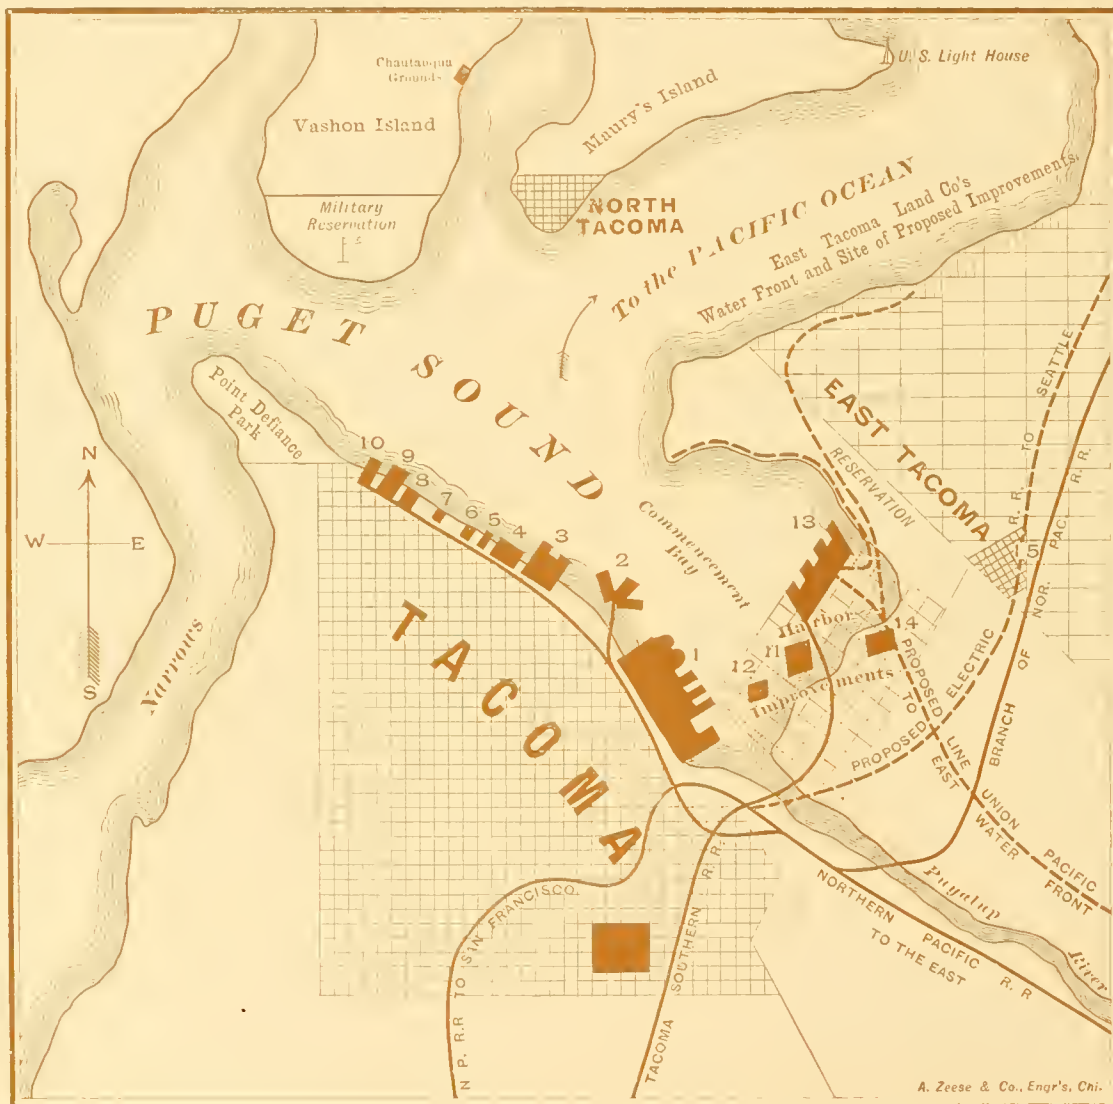 Chautauqua
Grounds
U. S. Light House
Vashon Island
Maury's Island
Military
Reservation
NORTH
TACOMA
To the PACIFIC OCEAN
East Tacoma Land Co's
Water Front and Site of Proposed Improvements.
PUGET SOUND
Point Defiance
Park
EAST TACOMA
RESERVATION
PROPOSED ELECTRIC R. R. TO SEATTLE
BRANCH OF NOR. PAC. R. R.
N
W
E
S
10
9
8
7
6
5
4
3
2
1
Commencement
Bay
13
15
14
11
12
Harbor
Improvements
Narrows
TACOMA
PROPOSED LINE UNION PACIFIC
TO EAST WATER FRONT
Puyalup River
NORTHERN PACIFIC R. R
TO THE EAST
N P. R.R TO SAN FRANCISCO.
TACOMA SOUTHERN R. R.
A. Zeese & Co., Engr's, Chi.